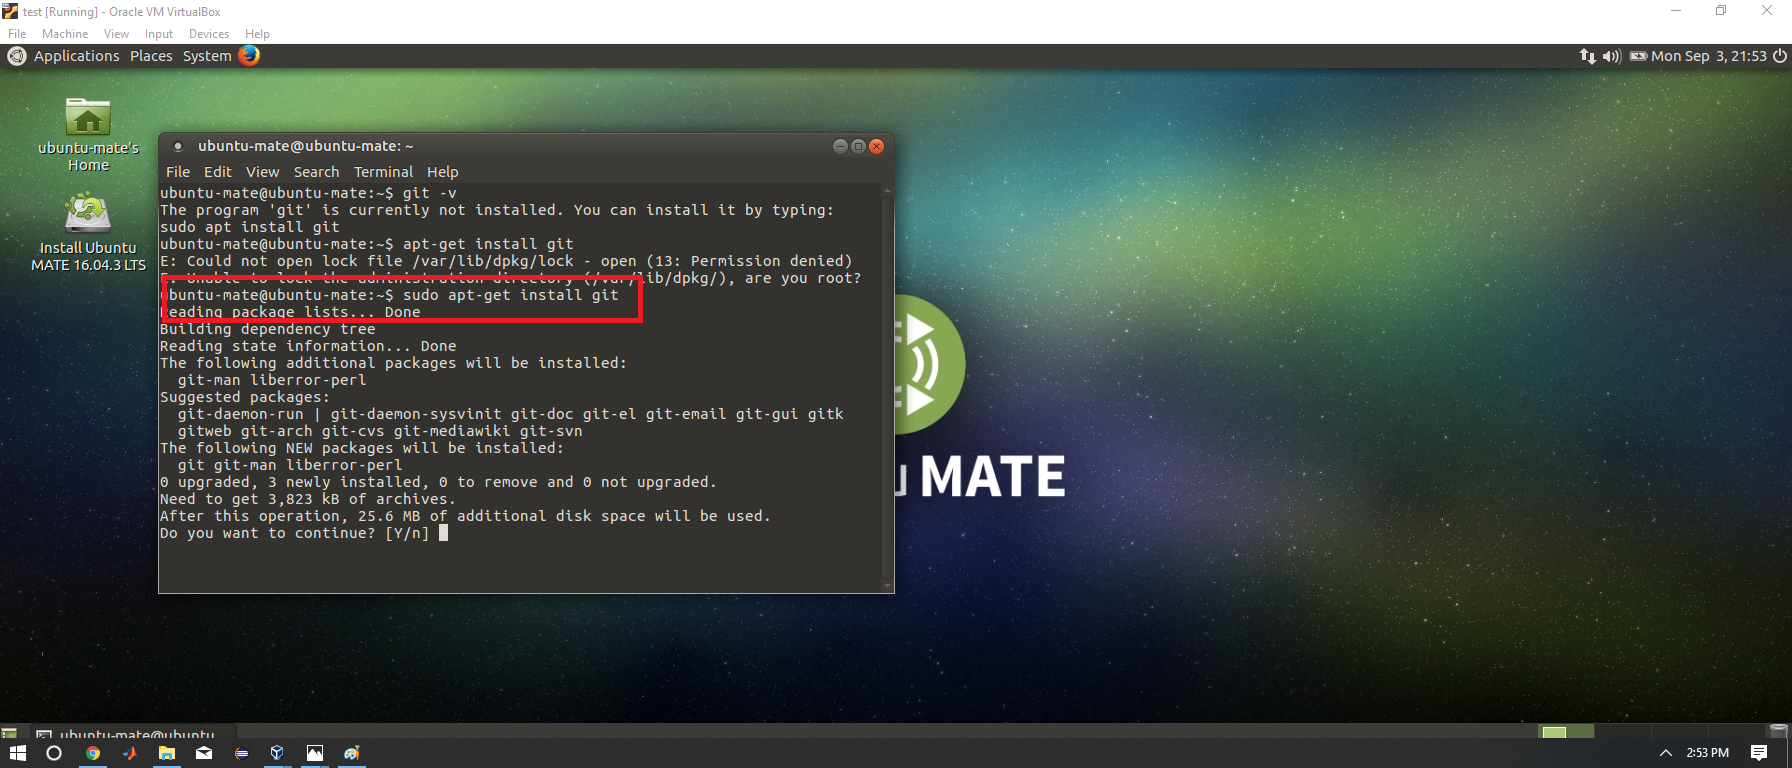 test [Running] - Oracle VM VirtualBox
File Machine View Input Devices Help
Applications Places System
Mon Sep 3, 21:53
ubuntu-mate's
Home
Install Ubuntu
MATE 16.04.3 LTS
ubuntu-mate@ubuntu-mate: ~
File Edit View Search Terminal Help
ubuntu-mate@ubuntu-mate:~$ git -v
The program 'git' is currently not installed. You can install it by typing:
sudo apt install git
ubuntu-mate@ubuntu-mate:~$ apt-get install git
E: Could not open lock file /var/lib/dpkg/lock - open (13: Permission denied)
E: Unable to lock the administration directory (/var/lib/dpkg/), are you root?
ubuntu-mate@ubuntu-mate:~$ sudo apt-get install git
Reading package lists... Done
Building dependency tree
Reading state information... Done
The following additional packages will be installed:
git-man liberror-perl
Suggested packages:
git-daemon-run | git-daemon-sysvinit git-doc git-el git-email git-gui gitk
gitweb git-arch git-cvs git-mediawiki git-svn
The following NEW packages will be installed:
git git-man liberror-perl
0 upgraded, 3 newly installed, 0 to remove and 0 not upgraded.
Need to get 3,823 kB of archives.
After this operation, 25.6 MB of additional disk space will be used.
Do you want to continue? [Y/n]
u MATE
ubuntu-mate@ubuntu
2:53 PM